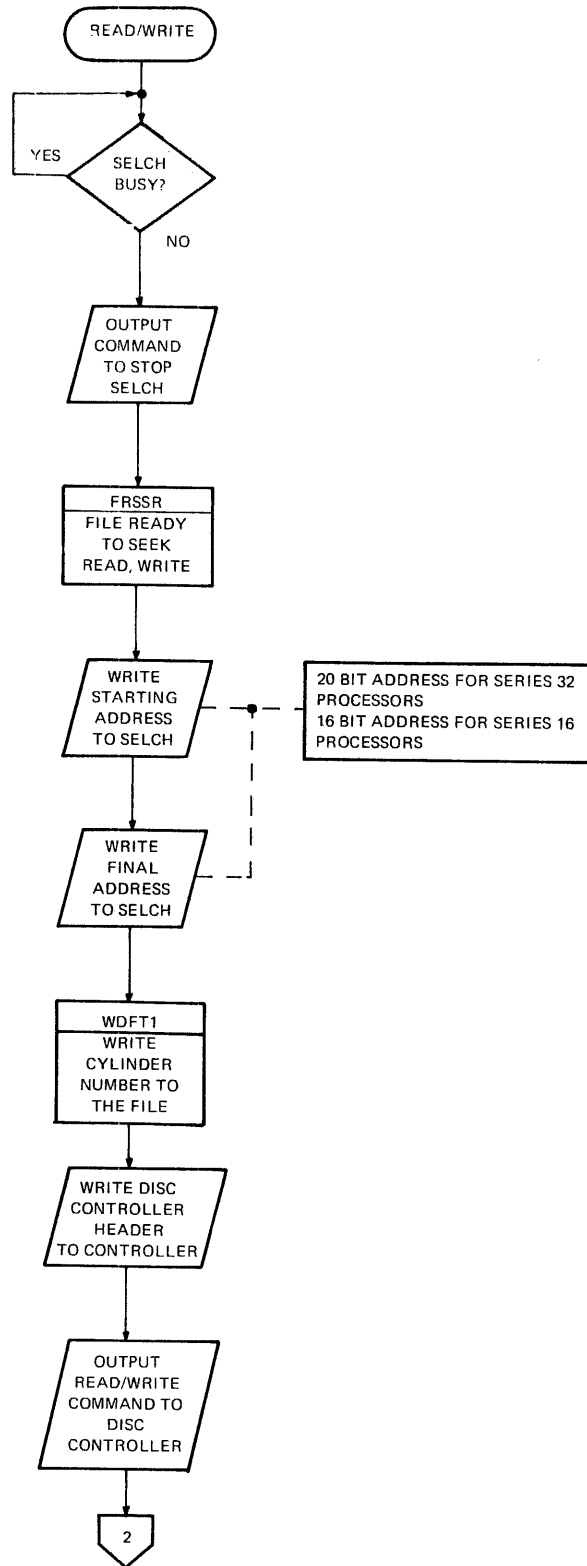 READ/WRITE
YES
SELCH
BUSY?
NO
OUTPUT
COMMAND
TO STOP
SELCH
FRSSR
FILE READY
TO SEEK
READ, WRITE
WRITE
STARTING
ADDRESS
TO SELCH
20 BIT ADDRESS FOR SERIES 32
PROCESSORS
16 BIT ADDRESS FOR SERIES 16
PROCESSORS
WRITE
FINAL
ADDRESS
TO SELCH
WDFT1
WRITE
CYLINDER
NUMBER TO
THE FILE
WRITE DISC
CONTROLLER
HEADER
TO CONTROLLER
OUTPUT
READ/WRITE
COMMAND TO
DISC
CONTROLLER
2